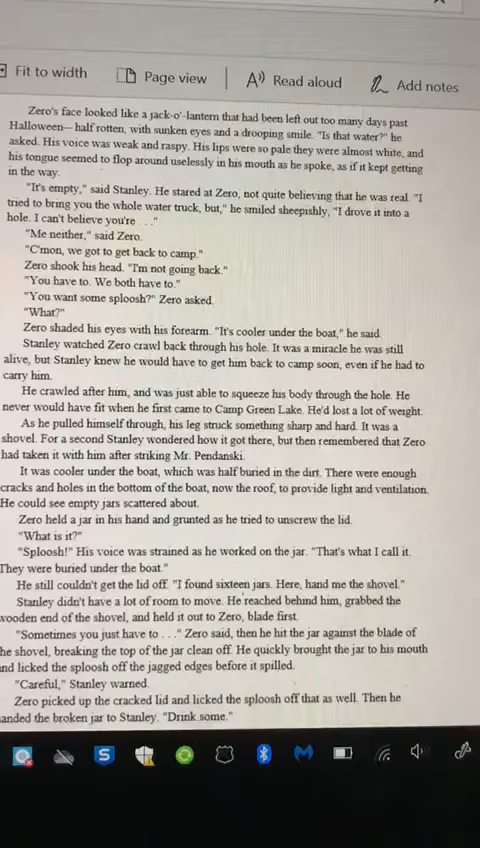 Fit to width
Page view
Read aloud
Add notes
Zero's face looked like a jack-o'-lantern that had been left out too many days past
Halloween— half rotten, with sunken eyes and a drooping smile. "Is that water?" he
asked. His voice was weak and raspy. His lips were so pale they were almost white, and
his tongue seemed to flop around uselessly in his mouth as he spoke, as if it kept getting
in the way.
"It's empty," said Stanley. He stared at Zero, not quite believing that he was real. "I
tried to bring you the whole water truck, but," he smiled sheepishly, "I drove it into a
hole. I can't believe you're . . ."
"Me neither," said Zero.
"C'mon, we got to get back to camp."
Zero shook his head. "I'm not going back."
"You have to. We both have to."
"You want some sploosh?" Zero asked.
"What?"
Zero shaded his eyes with his forearm. "It's cooler under the boat," he said.
Stanley watched Zero crawl back through his hole. It was a miracle he was still
alive, but Stanley knew he would have to get him back to camp soon, even if he had to
carry him.
He crawled after him, and was just able to squeeze his body through the hole. He
never would have fit when he first came to Camp Green Lake. He'd lost a lot of weight.
As he pulled himself through, his leg struck something sharp and hard. It was a
shovel. For a second Stanley wondered how it got there, but then remembered that Zero
had taken it with him after striking Mr. Pendanski.
It was cooler under the boat, which was half buried in the dirt. There were enough
cracks and holes in the bottom of the boat, now the roof, to provide light and ventilation.
He could see empty jars scattered about.
Zero held a jar in his hand and grunted as he tried to unscrew the lid.
"What is it?"
"Sploosh!" His voice was strained as he worked on the jar. "That's what I call it.
They were buried under the boat."
He still couldn't get the lid off. "I found sixteen jars. Here, hand me the shovel."
Stanley didn't have a lot of room to move. He reached behind him, grabbed the
wooden end of the shovel, and held it out to Zero, blade first.
"Sometimes you just have to . . ." Zero said, then he hit the jar against the blade of
he shovel, breaking the top of the jar clean off. He quickly brought the jar to his mouth
nd licked the sploosh off the jagged edges before it spilled.
"Careful," Stanley warned.
Zero picked up the cracked lid and licked the sploosh off that as well. Then he
anded the broken jar to Stanley. "Drink some."